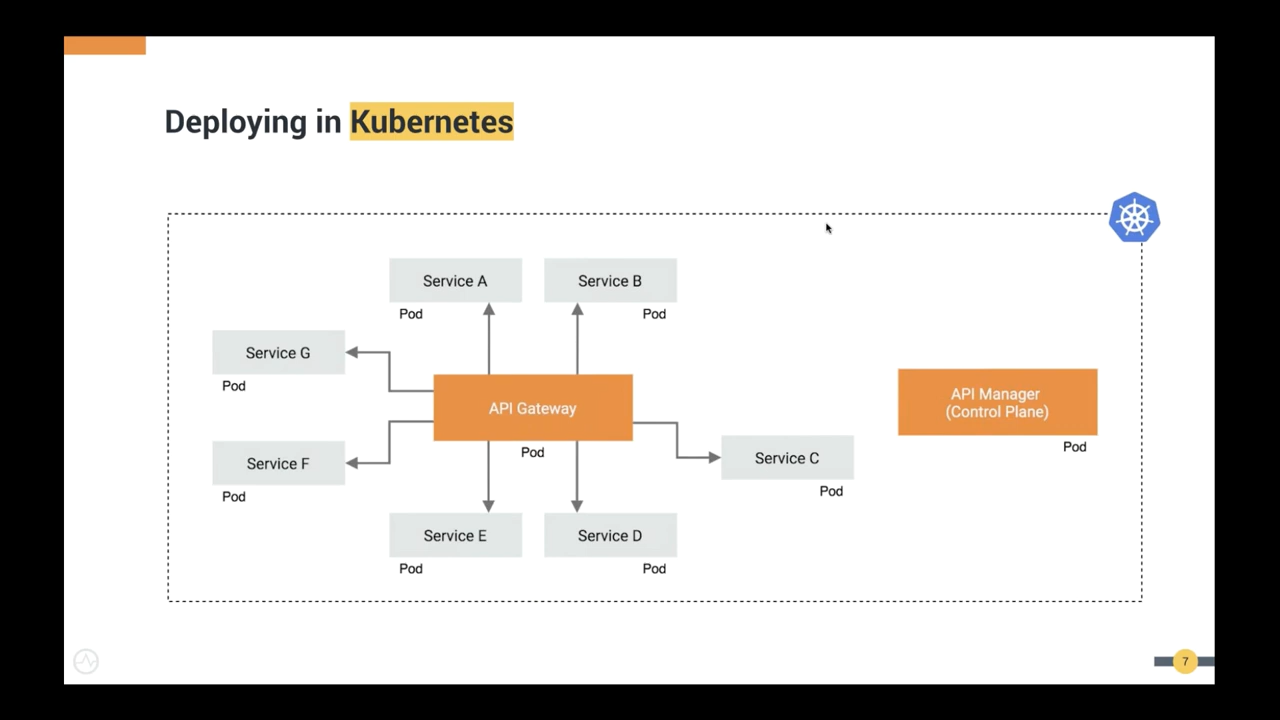 Deploying in Kubernetes
Service A
Service B
Pod
Pod
Service G
Pod
API Gateway
Pod
API Manager
(Control Plane)
Pod
Service F
Pod
Service C
Pod
Service E
Service D
Pod
Pod
7